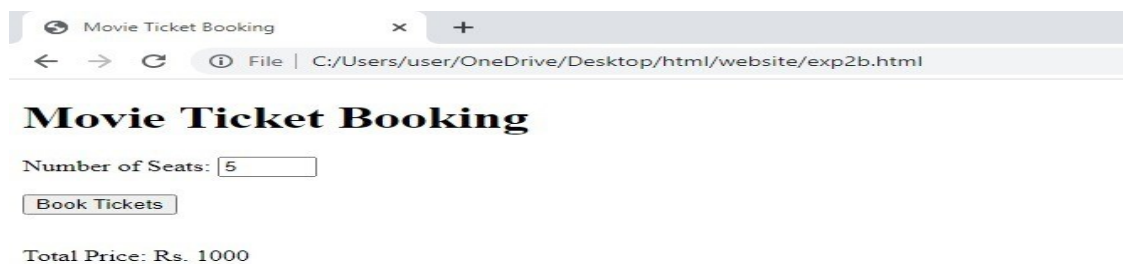 Movie Ticket Booking
File | C:/Users/user/OneDrive/Desktop/html/website/exp2b.html
Movie Ticket Booking
Number of Seats: 5
Book Tickets
Total Price: Rs. 1000